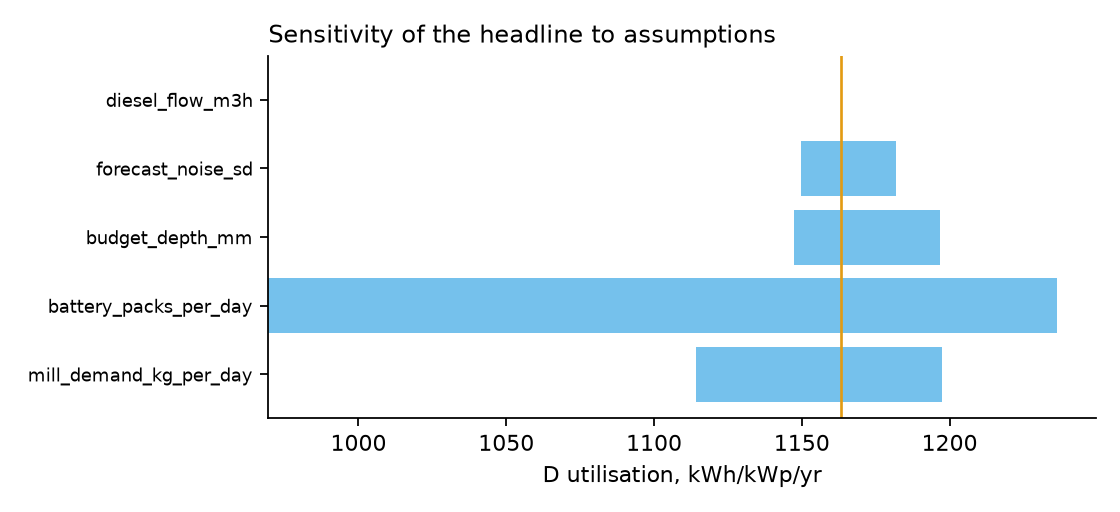 Sensitivity of the headline to assumptions
diesel_flow_m3h
forecast_noise_sd
budget_depth_mm
battery_packs_per_day
mill_demand_kg_per_day
1000 1050 1100 1150 1200
D utilisation, kWh/kWp/yr